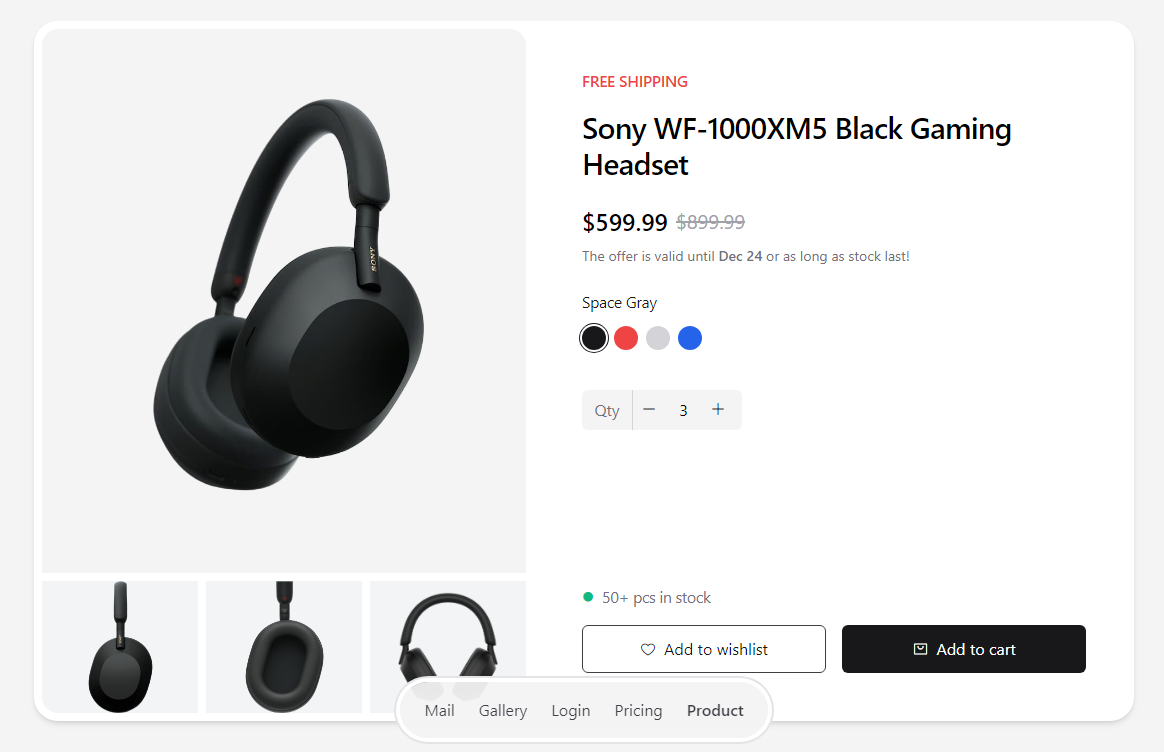 SONY
FREE SHIPPING
Sony WF-1000XM5 Black Gaming
Headset
$599.99 $899.99
The offer is valid until Dec 24 or as long as stock last!
Space Gray
Qty − 3 +
50+ pcs in stock
Add to wishlist
Add to cart
Mail Gallery Login Pricing Product